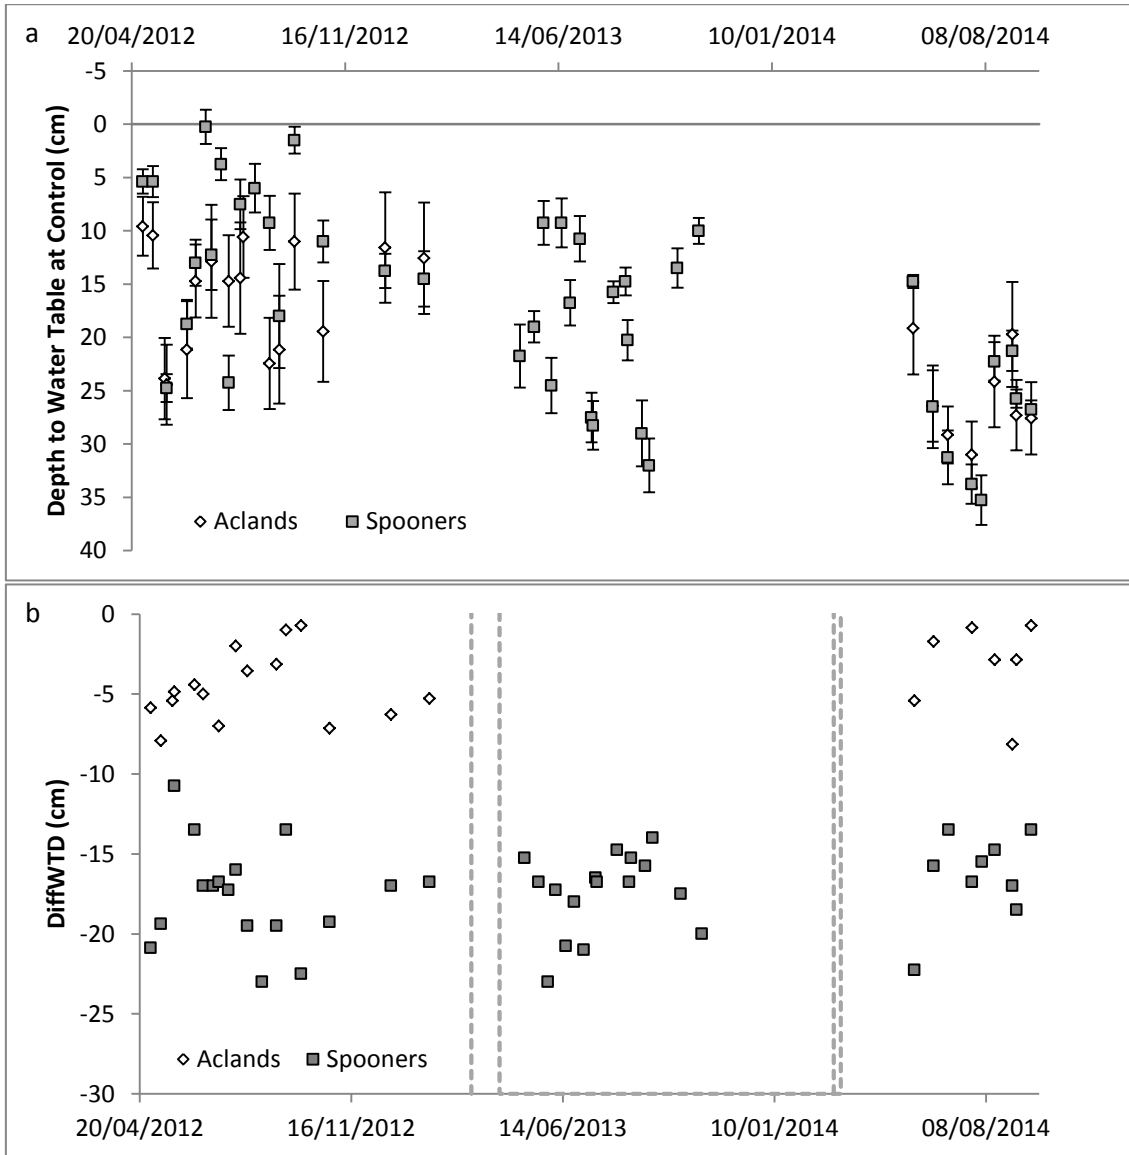 a
20/04/2012 16/11/2012 14/06/2013 10/01/2014 08/08/2014
Depth to Water Table at Control (cm)
-5
0
5
10
15
20
25
30
35
40
Aclands Spooners
b
DiffWTD (cm)
0
-5
-10
-15
-20
-25
-30
Aclands Spooners
20/04/2012 16/11/2012 14/06/2013 10/01/2014 08/08/2014